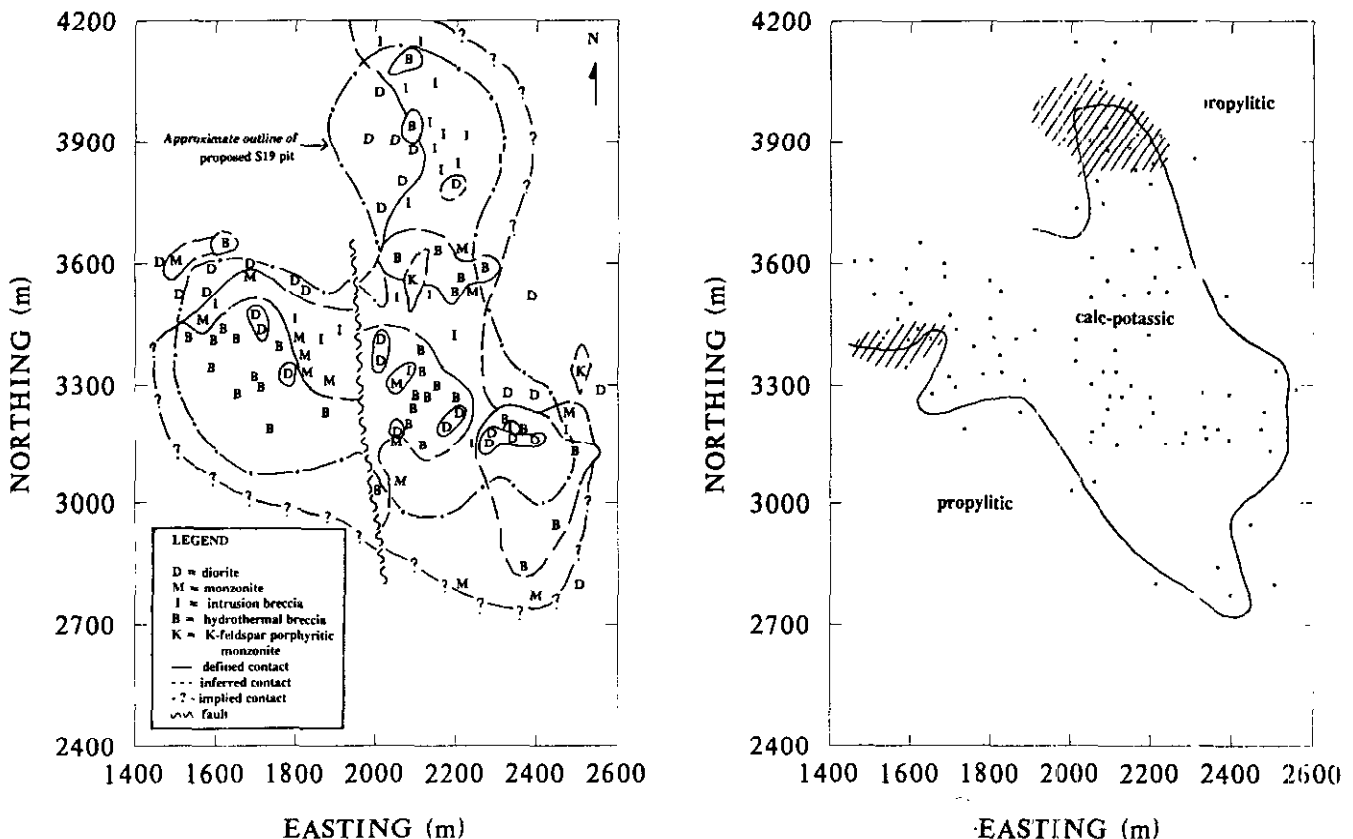 4200
3900
3600
3300
3000
2700
2400
NORTHING (m)
1400 1600 1800 2000 2200 2400 2600
EASTING (m)
N
Approximate outline of
proposed S19 pit
LEGEND
D = diorite
M = monzonite
I = intrusion breccia
B = hydrothermal breccia
K = K-feldspar porphyritic
monzonite
defined contact
inferred contact
- ? - implied contact
fault
4200
3900
3600
3300
3000
2700
2400
NORTHING (m)
1400 1600 1800 2000 2200 2400 2600
EASTING (m)
propylitic
calc-potassic
propylitic